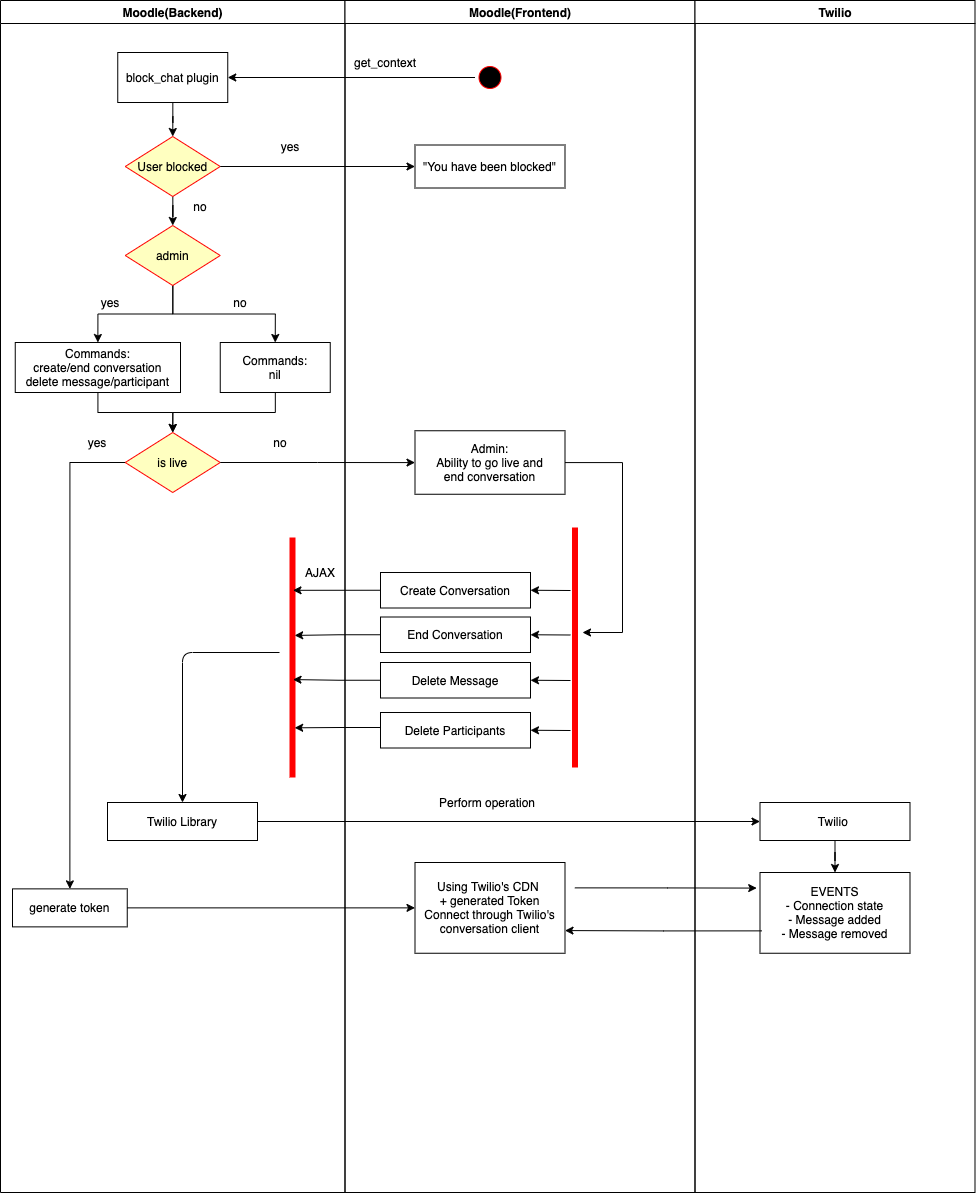 Moodle(Backend)
Moodle(Frontend)
Twilio
get_context
block_chat plugin
yes
User blocked
"You have been blocked"
no
admin
yes
no
Commands:
create/end conversation
delete message/participant
Commands:
nil
yes
no
is live
Admin:
Ability to go live and
end conversation
AJAX
Create Conversation
End Conversation
Delete Message
Delete Participants
Perform operation
Twilio Library
Twilio
generate token
Using Twilio's CDN
+ generated Token
Connect through Twilio's
conversation client
EVENTS
- Connection state
- Message added
- Message removed